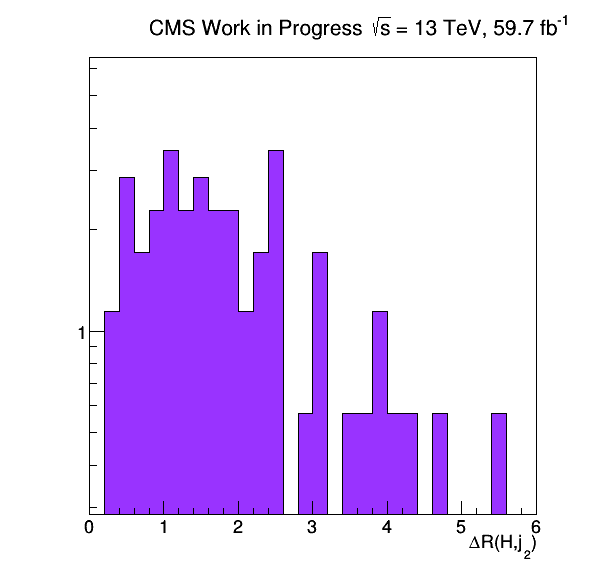 CMS Work in Progress √s = 13 TeV, 59.7 fb⁻¹
1
0 1 2 3 4 5 6
ΔR(H,j₂)